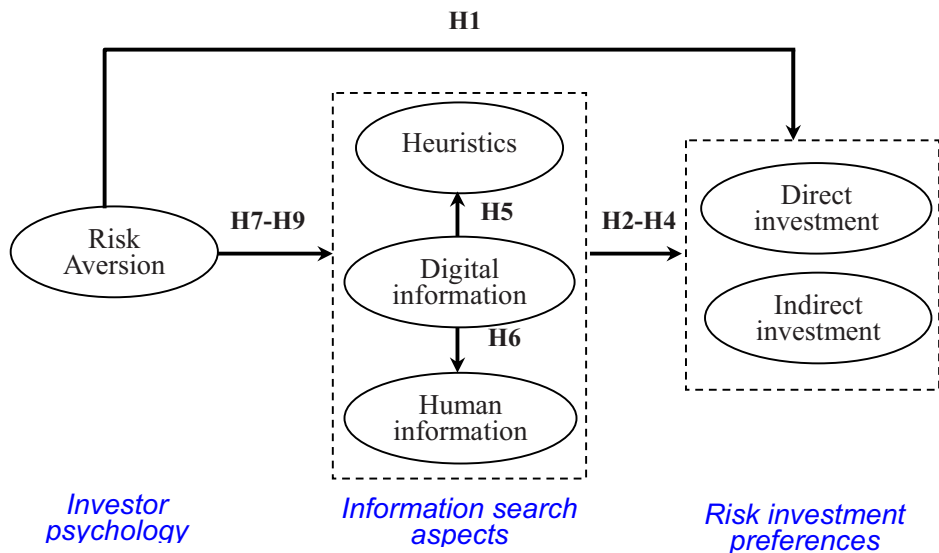 H1
Heuristics
H5
Risk
Aversion
H7-H9
Digital
information
H2-H4
Direct
investment
Indirect
investment
H6
Human
information
Investor
psychology
Information search
aspects
Risk investment
preferences